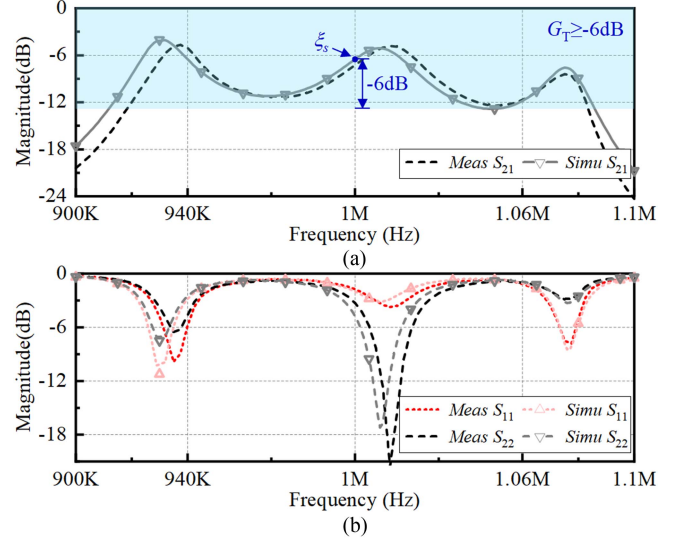 0
-6
-12
-18
-24
Magnitude(dB)
ξs
-6dB
GT≥-6dB
Meas S21
Simu S21
900K
940K
1M
1.06M
1.1M
Frequency (Hz)
(a)
0
-6
-12
-18
Magnitude(dB)
Meas S11
Simu S11
Meas S22
Simu S22
900K
940K
1M
1.06M
1.1M
Frequency (Hz)
(b)